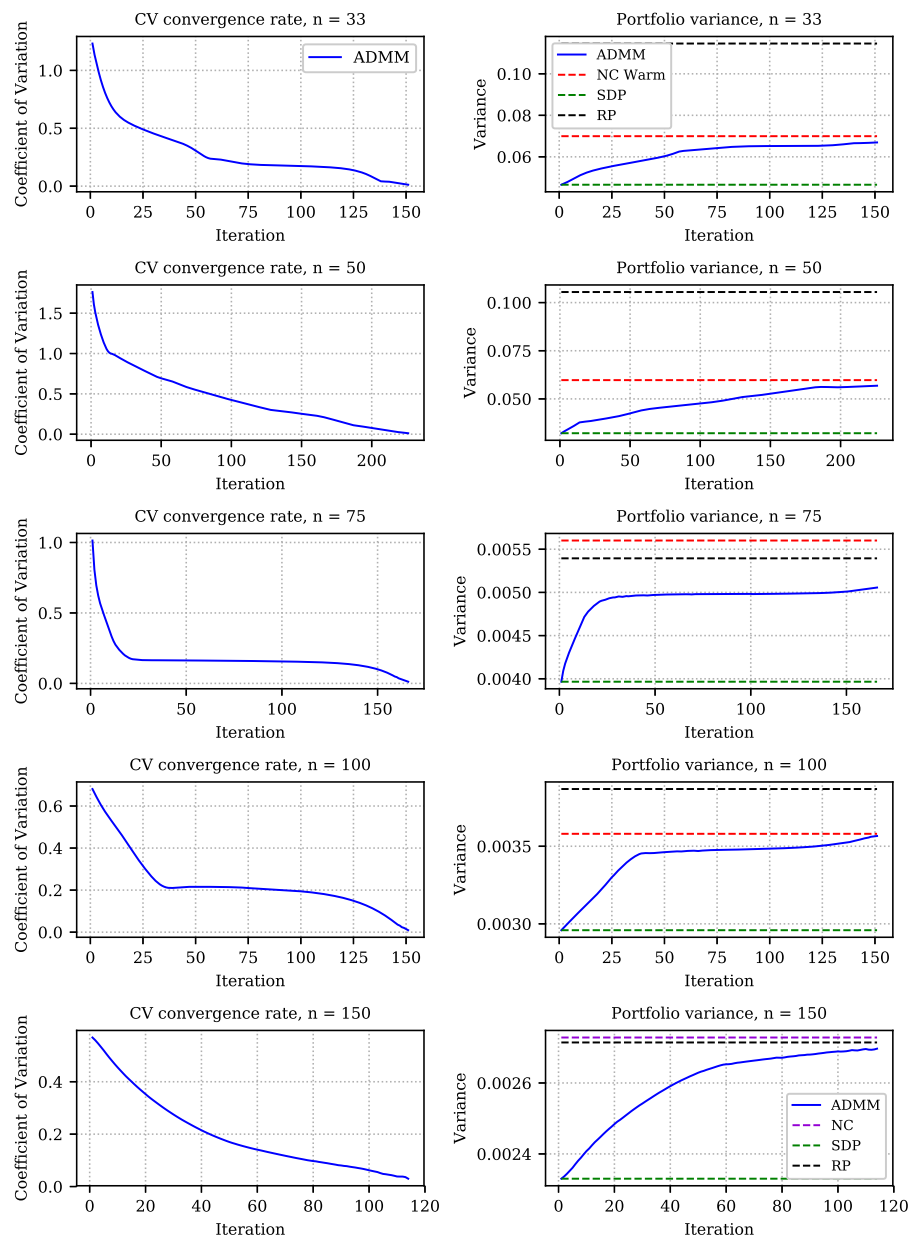 CV convergence rate, n = 33
Coefficient of Variation
1.0
0.5
0.0
ADMM
0 25 50 75 100 125 150
Iteration
Portfolio variance, n = 33
Variance
0.10
0.08
0.06
ADMM
NC Warm
SDP
RP
0 25 50 75 100 125 150
Iteration
CV convergence rate, n = 50
Coefficient of Variation
1.5
1.0
0.5
0.0
0 50 100 150 200
Iteration
Portfolio variance, n = 50
Variance
0.100
0.075
0.050
0 50 100 150 200
Iteration
CV convergence rate, n = 75
Coefficient of Variation
1.0
0.5
0.0
0 50 100 150
Iteration
Portfolio variance, n = 75
Variance
0.0055
0.0050
0.0045
0.0040
0 50 100 150
Iteration
CV convergence rate, n = 100
Coefficient of Variation
0.6
0.4
0.2
0.0
0 25 50 75 100 125 150
Iteration
Portfolio variance, n = 100
Variance
0.0035
0.0030
0 25 50 75 100 125 150
Iteration
CV convergence rate, n = 150
Coefficient of Variation
0.4
0.2
0.0
0 20 40 60 80 100 120
Iteration
Portfolio variance, n = 150
Variance
0.0026
0.0024
ADMM
NC
SDP
RP
0 20 40 60 80 100 120
Iteration